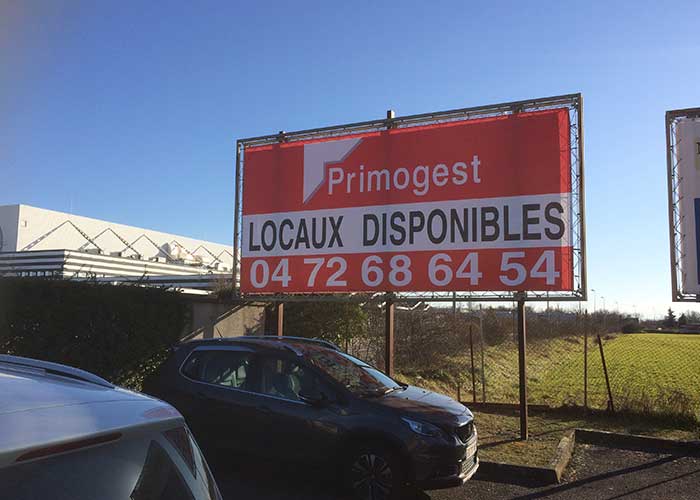 Primogest
LOCAUX DISPONIBLES
04 72 68 64 54